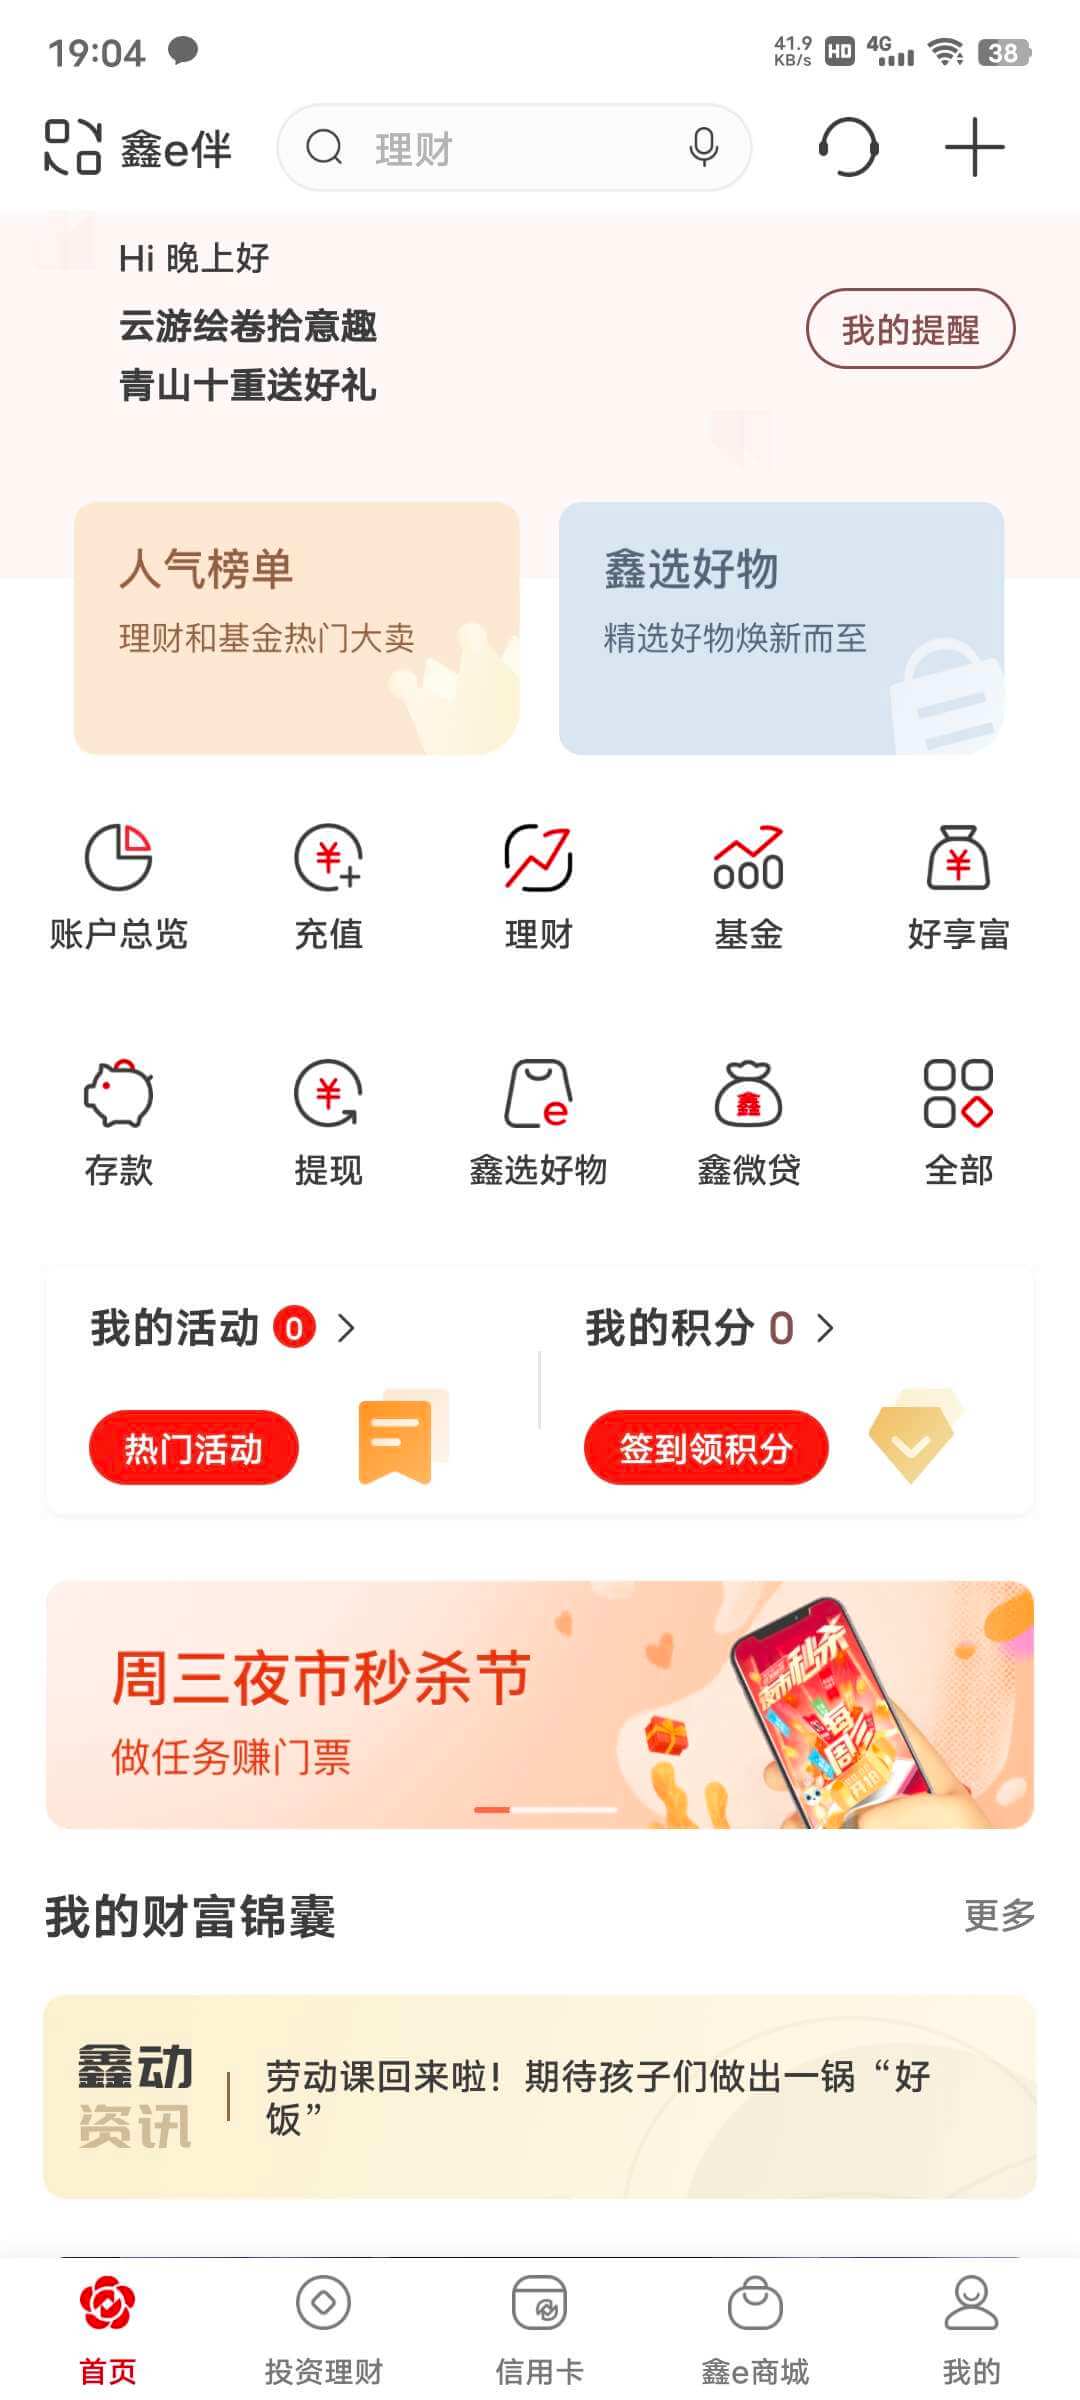 19:04
41.9
KB/s
HD
4G
38
鑫e伴
理财
Hi 晚上好
云游绘卷拾意趣
青山十重送好礼
我的提醒
人气榜单
理财和基金热门大卖
鑫选好物
精选好物焕新而至
账户总览
充值
理财
基金
好享富
存款
提现
鑫选好物
鑫微贷
全部
我的活动 0
我的积分 0
热门活动
签到领积分
周三夜市秒杀节
做任务赚门票
夜市秒杀
我的财富锦囊
更多
鑫动
资讯
劳动课回来啦！期待孩子们做出一锅“好
饭”
首页
投资理财
信用卡
鑫e商城
我的